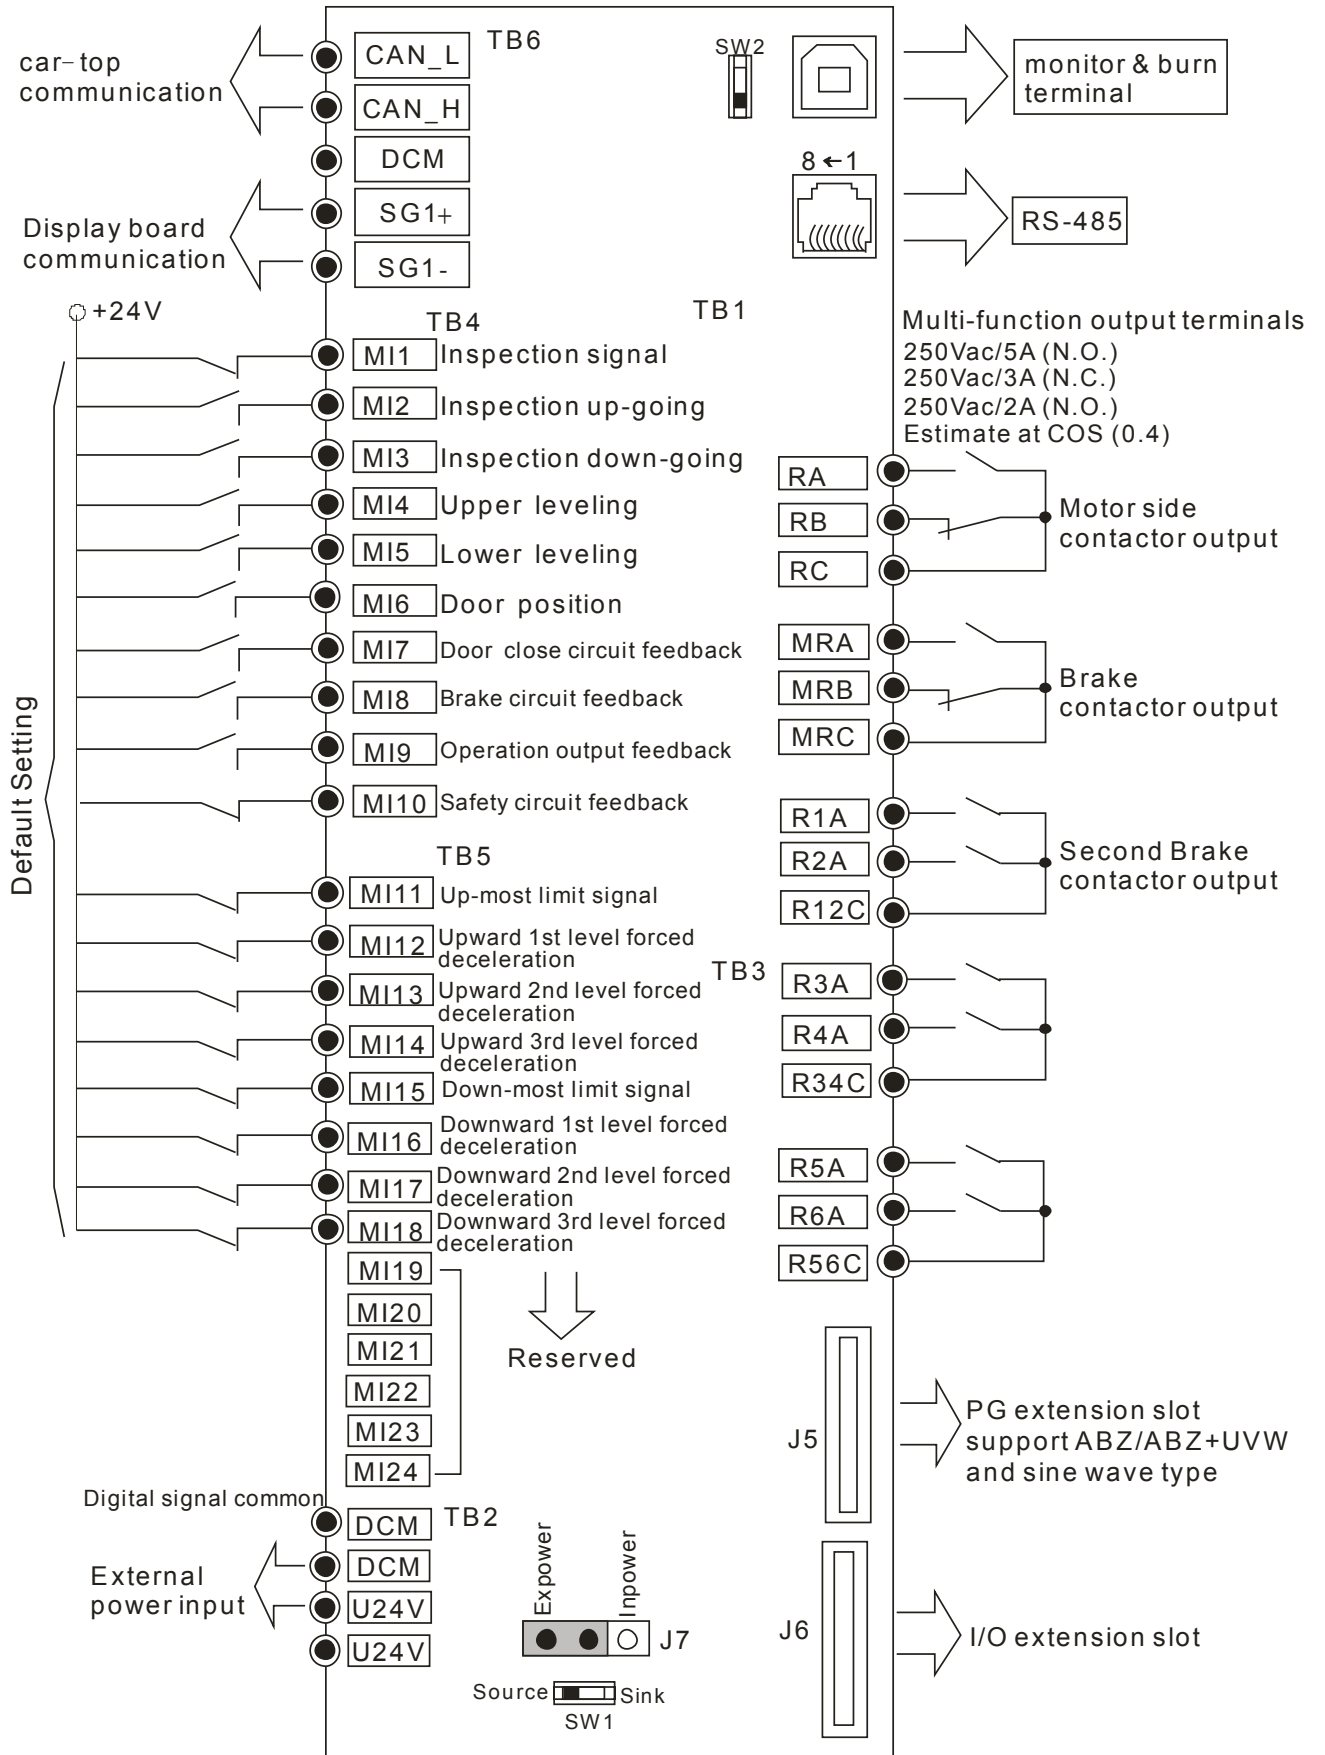 TB6
car-top
communication
CAN_L
CAN_H
DCM
SG1+
SG1-
Display board
communication
SW2
monitor & burn
terminal
8←1
RS-485
+24V
Default Setting
TB4
MI1 Inspection signal
MI2 Inspection up-going
MI3 Inspection down-going
MI4 Upper leveling
MI5 Lower leveling
MI6 Door position
MI7 Door close circuit feedback
MI8 Brake circuit feedback
MI9 Operation output feedback
MI10 Safety circuit feedback
TB5
MI11 Up-most limit signal
MI12 Upward 1st level forced
deceleration
MI13 Upward 2nd level forced
deceleration
MI14 Upward 3rd level forced
deceleration
MI15 Down-most limit signal
MI16 Downward 1st level forced
deceleration
MI17 Downward 2nd level forced
deceleration
MI18 Downward 3rd level forced
deceleration
MI19
MI20
MI21
MI22
MI23
MI24
Reserved
Digital signal common
DCM
TB2
DCM
U24V
U24V
External
power input
Expower
Inpower
J7
Source
Sink
SW1
TB1
Multi-function output terminals
250Vac/5A (N.O.)
250Vac/3A (N.C.)
250Vac/2A (N.O.)
Estimate at COS (0.4)
RA
RB
RC
Motor side
contactor output
MRA
MRB
MRC
Brake
contactor output
R1A
R2A
R12C
Second Brake
contactor output
TB3
R3A
R4A
R34C
R5A
R6A
R56C
J5
PG extension slot
support ABZ/ABZ+UVW
and sine wave type
J6
I/O extension slot